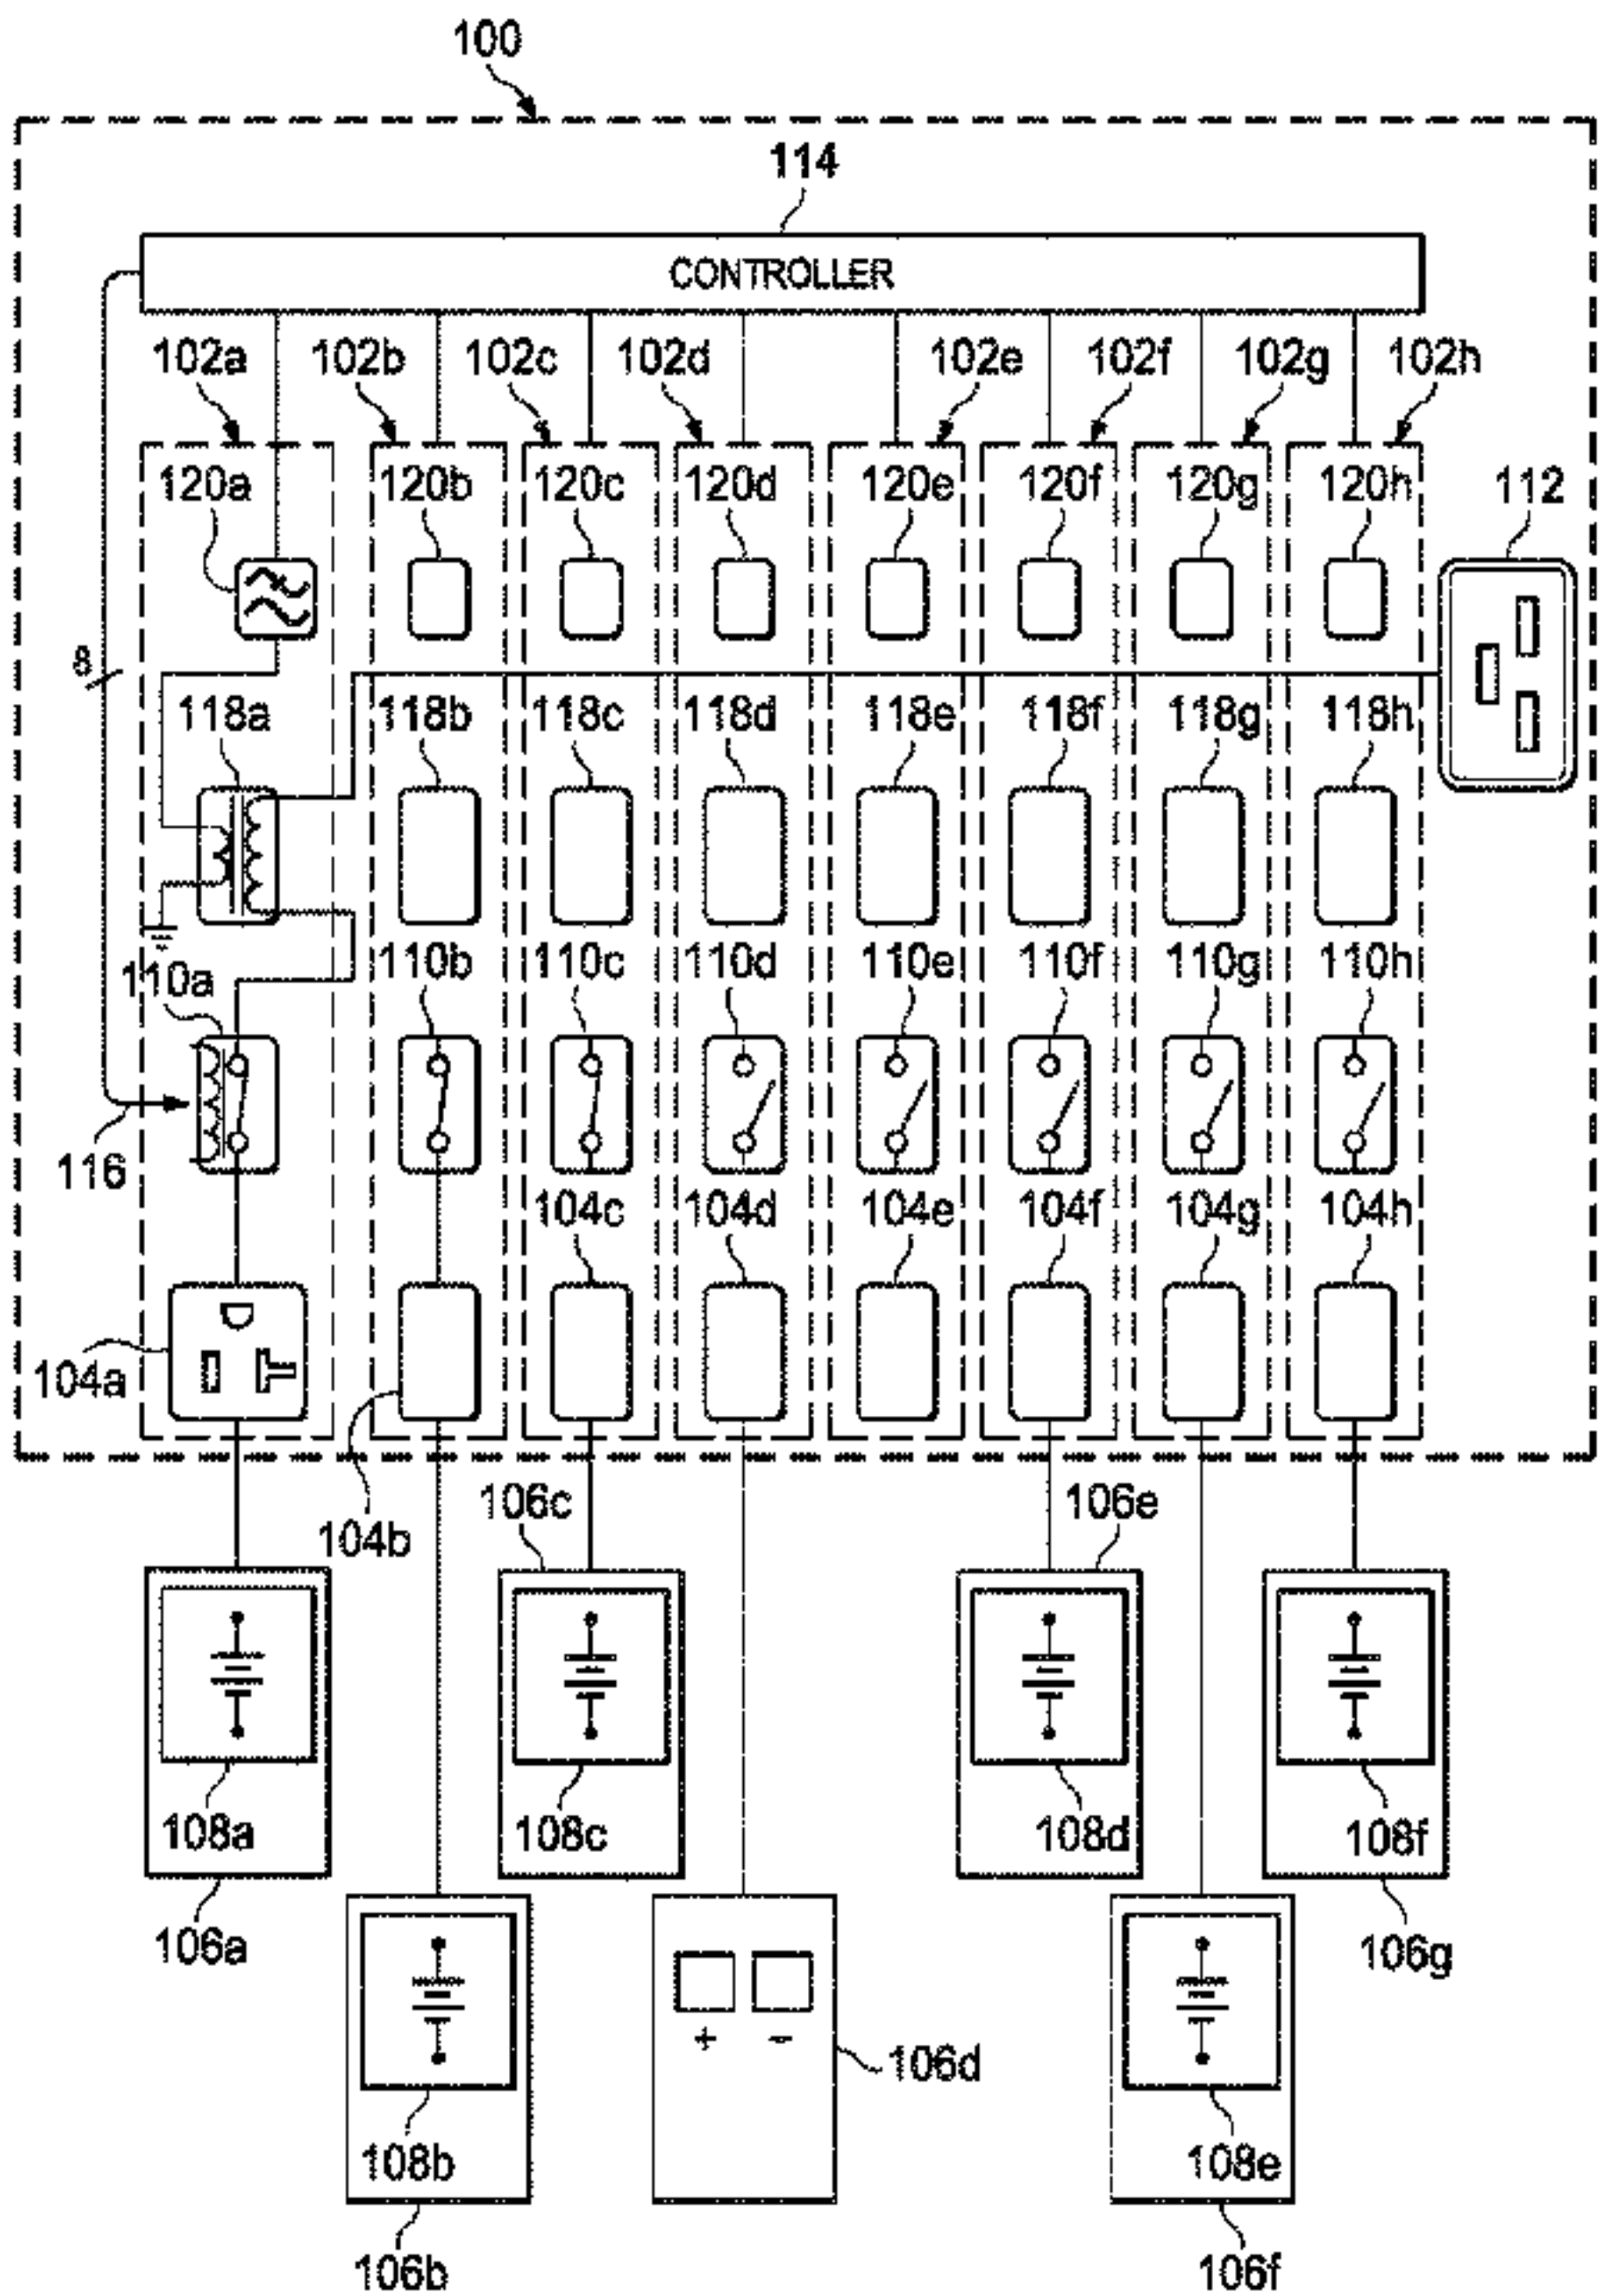 100
114
CONTROLLER
102a 102b 102c 102d 102e 102f 102g 102h
120a 120b 120c 120d 120e 120f 120g 120h 112
8
118a 118b 118c 118d 118e 118f 118g 118h
110a 110b 110c 110d 110e 110f 110g 110h
116
104c 104d 104e 104f 104g 104h
104a
106c 106e
104b
+ -
108a 108c 108d 108f
106a 106g
106d
108b 108e
106b 106f